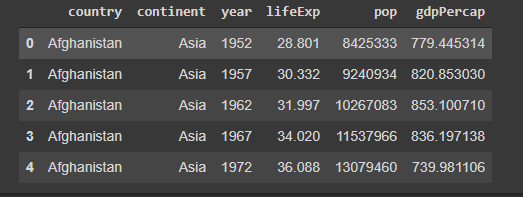 country continent year lifeExp pop gdpPercap
0 Afghanistan Asia 1952 28.801 8425333 779.445314
1 Afghanistan Asia 1957 30.332 9240934 820.853030
2 Afghanistan Asia 1962 31.997 10267083 853.100710
3 Afghanistan Asia 1967 34.020 11537966 836.197138
4 Afghanistan Asia 1972 36.088 13079460 739.981106